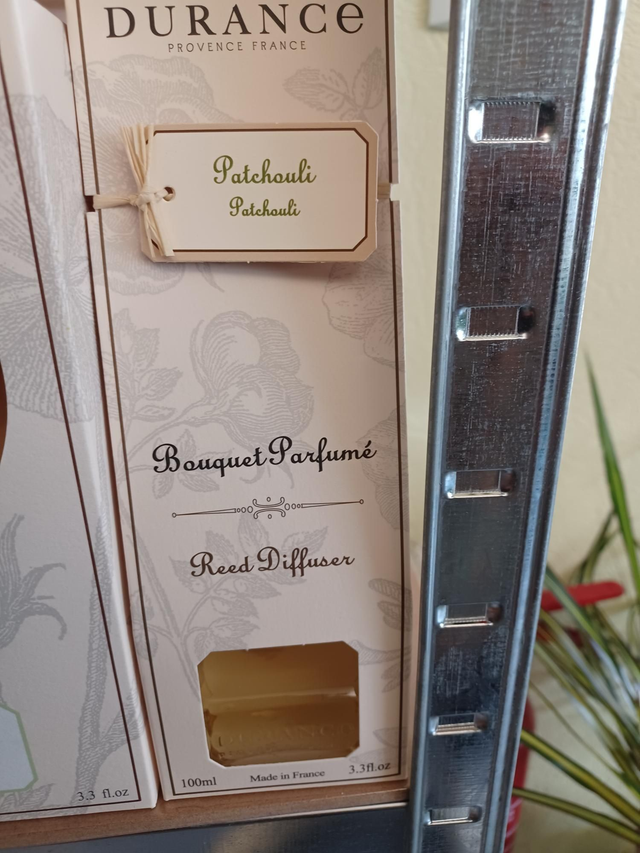 DURANCe
PROVENCE FRANCE
Patchouli
Patchouli
Bouquet Parfumé
Reed Diffuser
DURANCE
100ml Made in France 3.3fl.oz
3.3 fl.oz